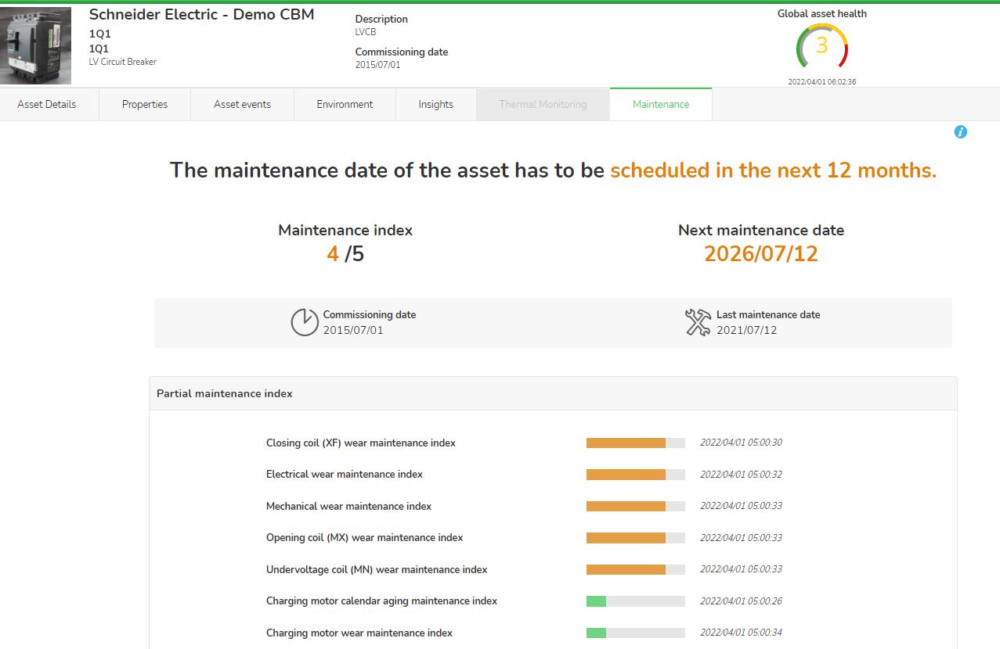 Schneider Electric - Demo CBM
1Q1
1Q1
LV Circuit Breaker
Description
LVCB
Commissioning date
2015/07/01
Global asset health
3
2022/04/01 06:02:36
Asset Details
Properties
Asset events
Environment
Insights
Thermal Monitoring
Maintenance
i
The maintenance date of the asset has to be scheduled in the next 12 months.
Maintenance index
4 /5
Next maintenance date
2026/07/12
Commissioning date
2015/07/01
Last maintenance date
2021/07/12
Partial maintenance index
Closing coil (XF) wear maintenance index 2022/04/01 05:00:30
Electrical wear maintenance index 2022/04/01 05:00:32
Mechanical wear maintenance index 2022/04/01 05:00:33
Opening coil (MX) wear maintenance index 2022/04/01 05:00:33
Undervoltage coil (MN) wear maintenance index 2022/04/01 05:00:33
Charging motor calendar aging maintenance index 2022/04/01 05:00:26
Charging motor wear maintenance index 2022/04/01 05:00:34